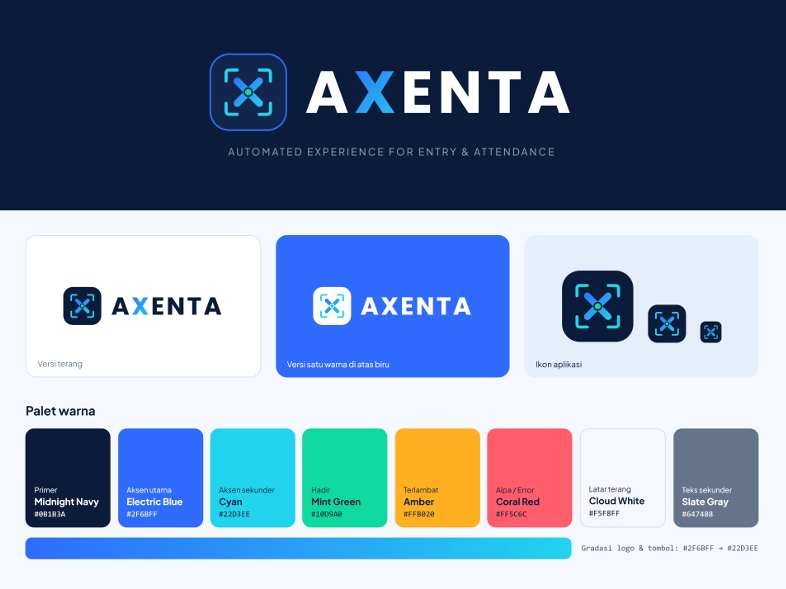 AXENTA
AUTOMATED EXPERIENCE FOR ENTRY & ATTENDANCE
AXENTA
Versi terang
AXENTA
Versi satu warna di atas biru
Ikon aplikasi
Palet warna
Primer
Midnight Navy
#0B1B3A
Aksen utama
Electric Blue
#2F6BFF
Aksen sekunder
Cyan
#22D3EE
Hadir
Mint Green
#10D9A0
Terlambat
Amber
#FFB020
Alpa / Error
Coral Red
#FF5C6C
Latar terang
Cloud White
#F5F8FF
Teks sekunder
Slate Gray
#64748B
Gradasi logo & tombol: #2F6BFF → #22D3EE